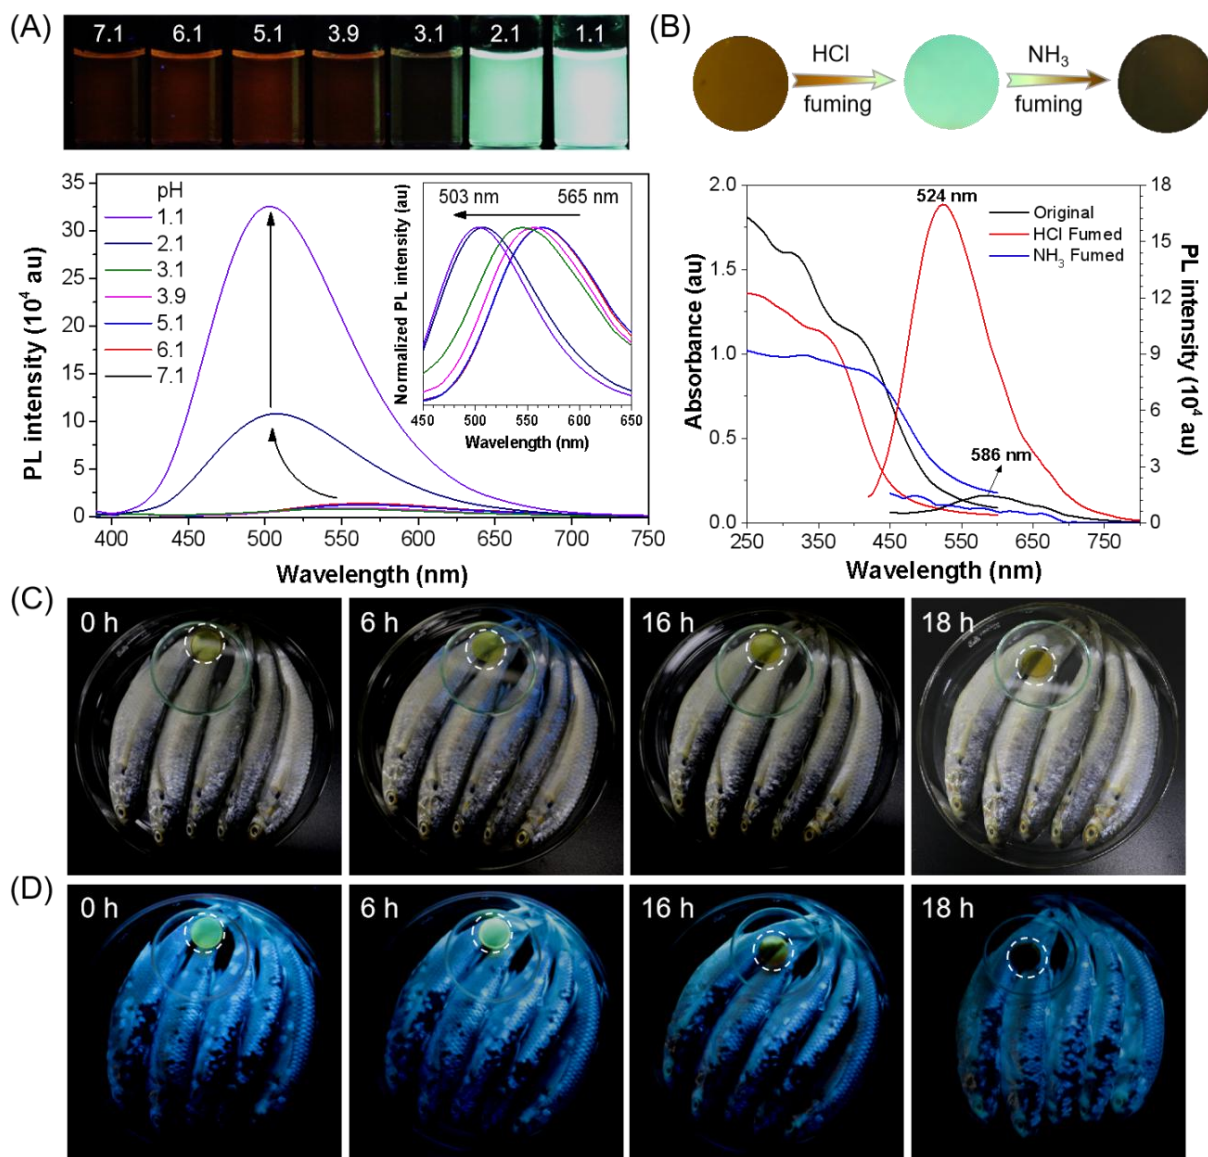 (A)
7.1 6.1 5.1 3.9 3.1 2.1 1.1
PL intensity (10⁴ au)
35
30
25
20
15
10
5
0
pH
1.1
2.1
3.1
3.9
5.1
6.1
7.1
400 450 500 550 600 650 700 750
Wavelength (nm)
Normalized PL intensity (au)
503 nm 565 nm
450 500 550 600 650
Wavelength (nm)
(B)
HCl
fuming
NH₃
fuming
Absorbance (au)
2.0
1.5
1.0
0.5
0.0
524 nm
586 nm
Original
HCl Fumed
NH₃ Fumed
18
15
12
9
6
3
0
PL intensity (10⁴ au)
250 350 450 550 650 750
Wavelength (nm)
(C)
0 h
6 h
16 h
18 h
(D)
0 h
6 h
16 h
18 h